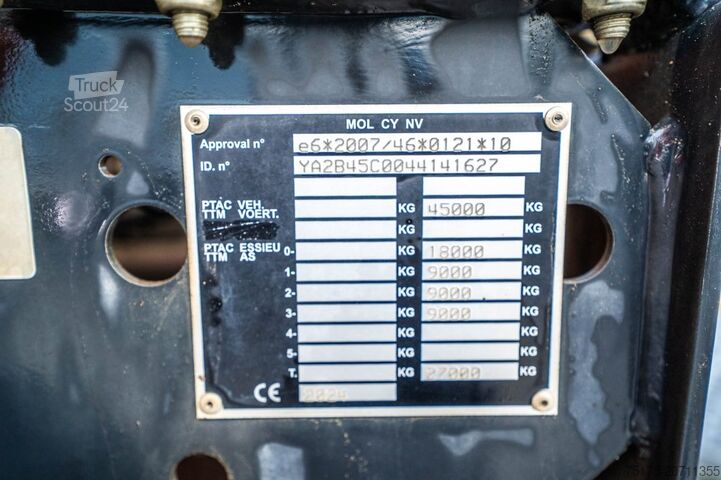 Truck
Scout24
MOL CY NV
Approval n° e6*2007/46*0121*10
ID. n° YA2B45C0044141627
PTAC VEH.
TTM VOERT. KG 45000 KG
KG KG
PTAC ESSIEU
TTM AS 0- KG 18000 KG
1- KG 9000 KG
2- KG 9000 KG
3- KG 9000 KG
4- KG KG
5- KG KG
T. KG 27000 KG
CE 2024